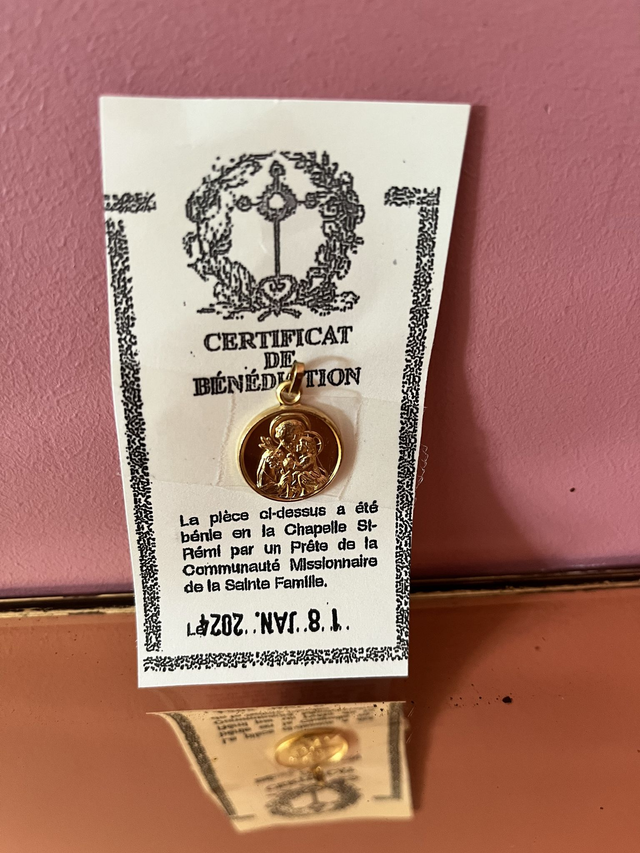 CERTIFICAT
DE
BÉNÉDICTION
La pièce ci-dessus a été
bénie en la Chapelle St-
Rémi par un Prête de la
Communauté Missionnaire
de la Sainte Famille.
Le 18 JAN. 2024